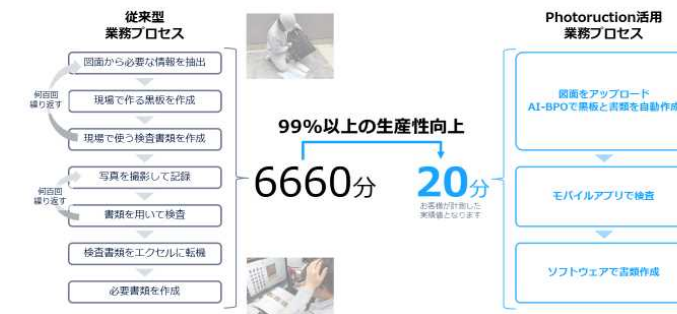 従来型
業務プロセス
図面から必要な情報を抽出
現場で作る黒板を作成
現場で使う検査書類を作成
写真を撮影して記録
書類を用いて検査
検査書類をエクセルに転機
必要書類を作成
何百回
繰り返す
何百回
繰り返す
99%以上の生産性向上
6660分
20分
お客様が計測した
実績値となります
Photoruction活用
業務プロセス
図面をアップロード
AI-BPOで黒板と書類を自動作成
モバイルアプリで検査
ソフトウェアで書類作成